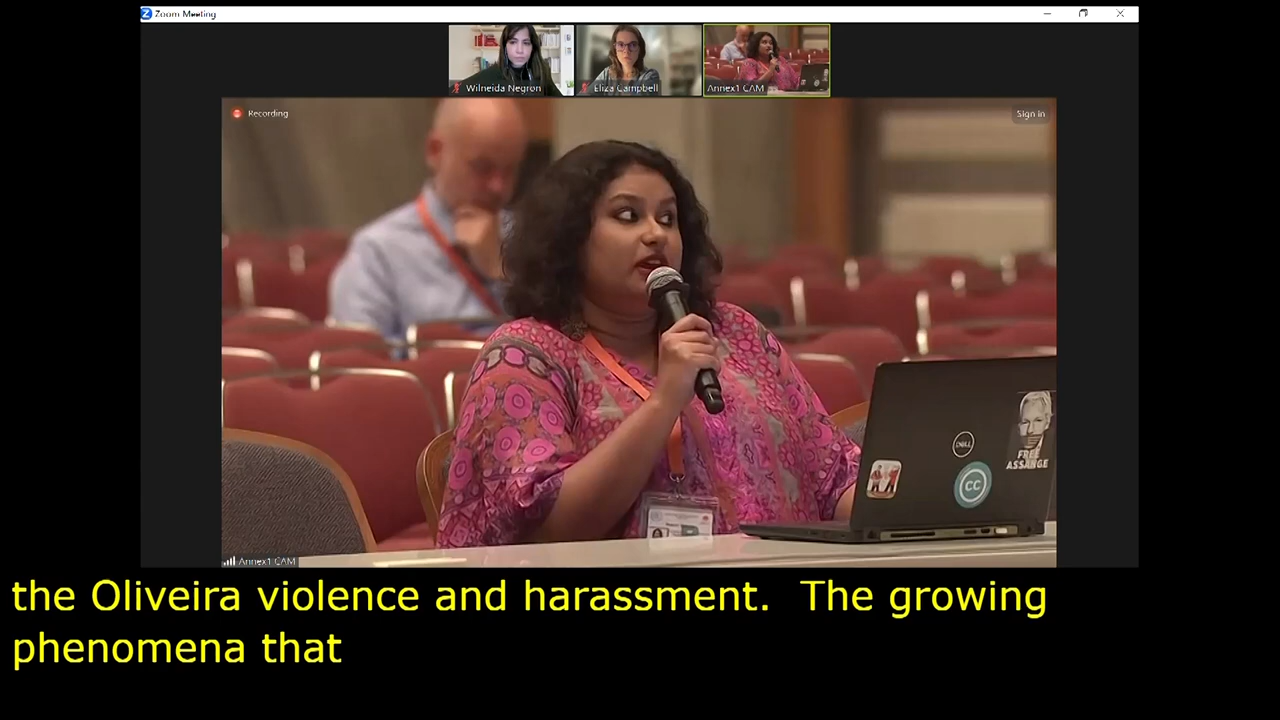 Zoom Meeting
Wilneida Negron
Eliza Campbell
Annex1 CAM
Recording
Sign in
DELL
FREE
ASSANGE
CC
Annex1 CAM
the Oliveira violence and harassment.  The growing
phenomena that